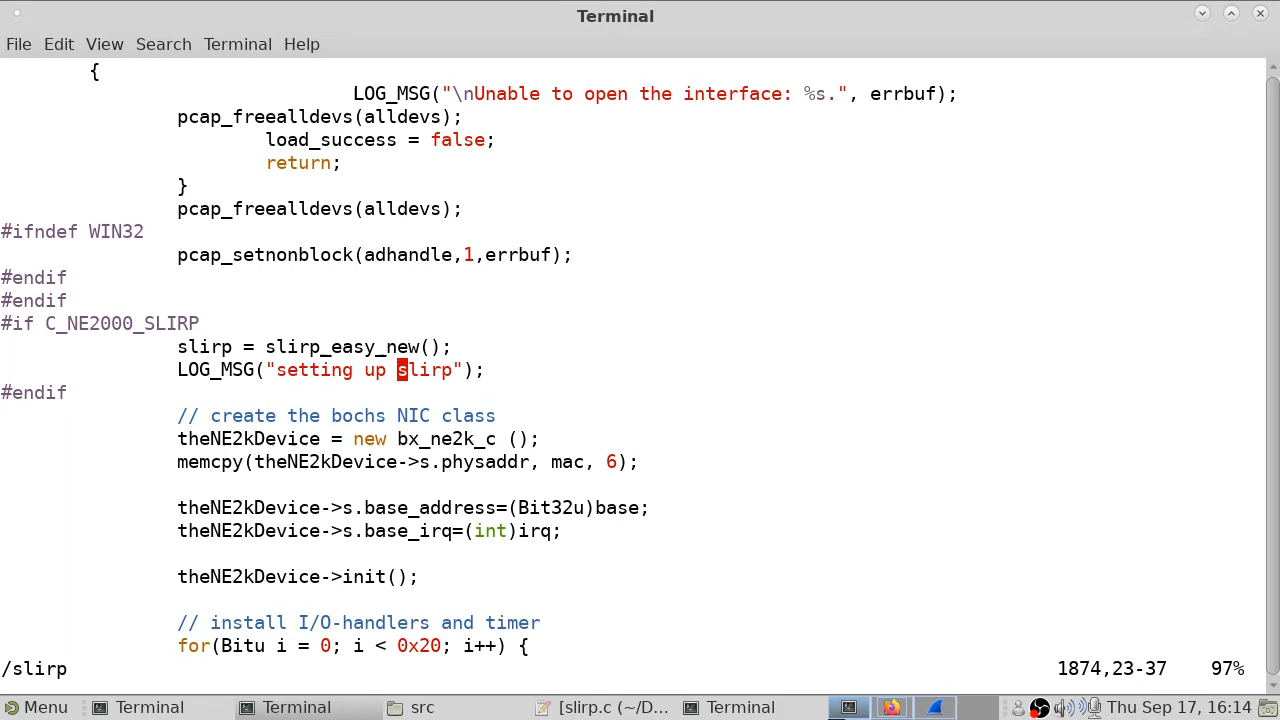 Terminal
File Edit View Search Terminal Help
{
LOG_MSG("\nUnable to open the interface: %s.", errbuf);
pcap_freealldevs(alldevs);
load_success = false;
return;
}
pcap_freealldevs(alldevs);
#ifndef WIN32
pcap_setnonblock(adhandle,1,errbuf);
#endif
#endif
#if C_NE2000_SLIRP
slirp = slirp_easy_new();
LOG_MSG("setting up slirp");
#endif
// create the bochs NIC class
theNE2kDevice = new bx_ne2k_c ();
memcpy(theNE2kDevice->s.physaddr, mac, 6);
theNE2kDevice->s.base_address=(Bit32u)base;
theNE2kDevice->s.base_irq=(int)irq;
theNE2kDevice->init();
// install I/O-handlers and timer
for(Bitu i = 0; i < 0x20; i++) {
/slirp 1874,23-37 97%
Menu Terminal Terminal src [slirp.c (~/D... Terminal Thu Sep 17, 16:14